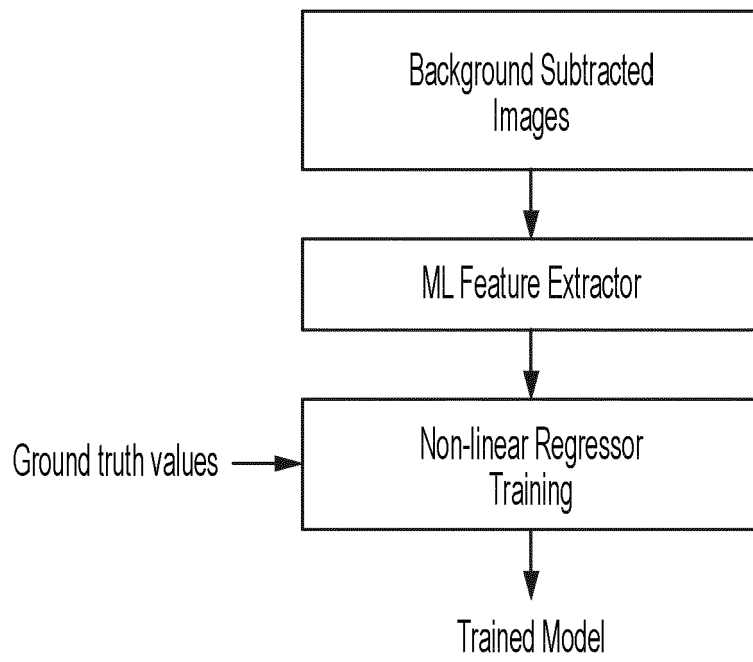 Background Subtracted
Images
ML Feature Extractor
Ground truth values
Non-linear Regressor
Training
Trained Model